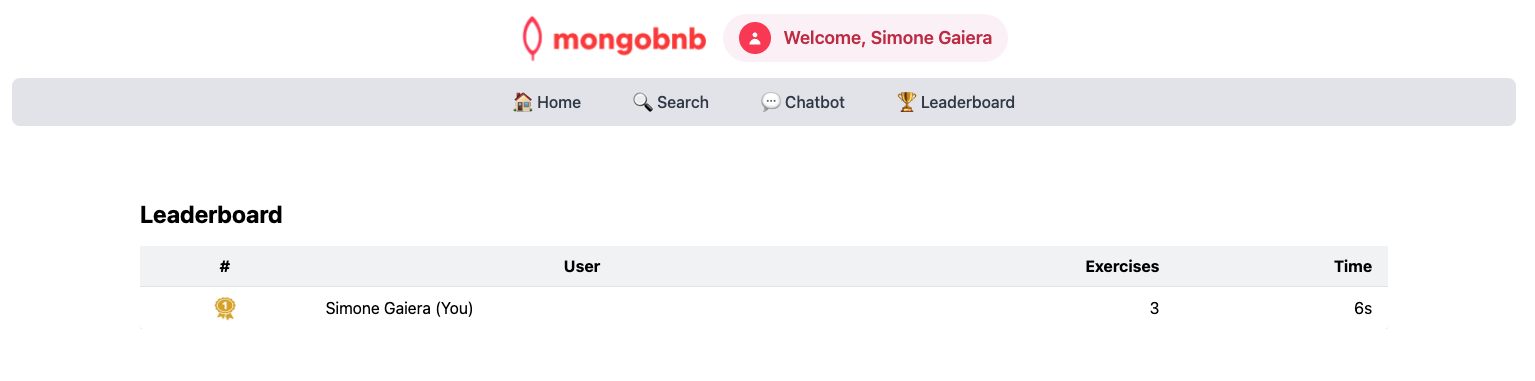 mongobnb
Welcome, Simone Gaiera
Home Search Chatbot Leaderboard
Leaderboard
# User Exercises Time
1 Simone Gaiera (You) 3 6s